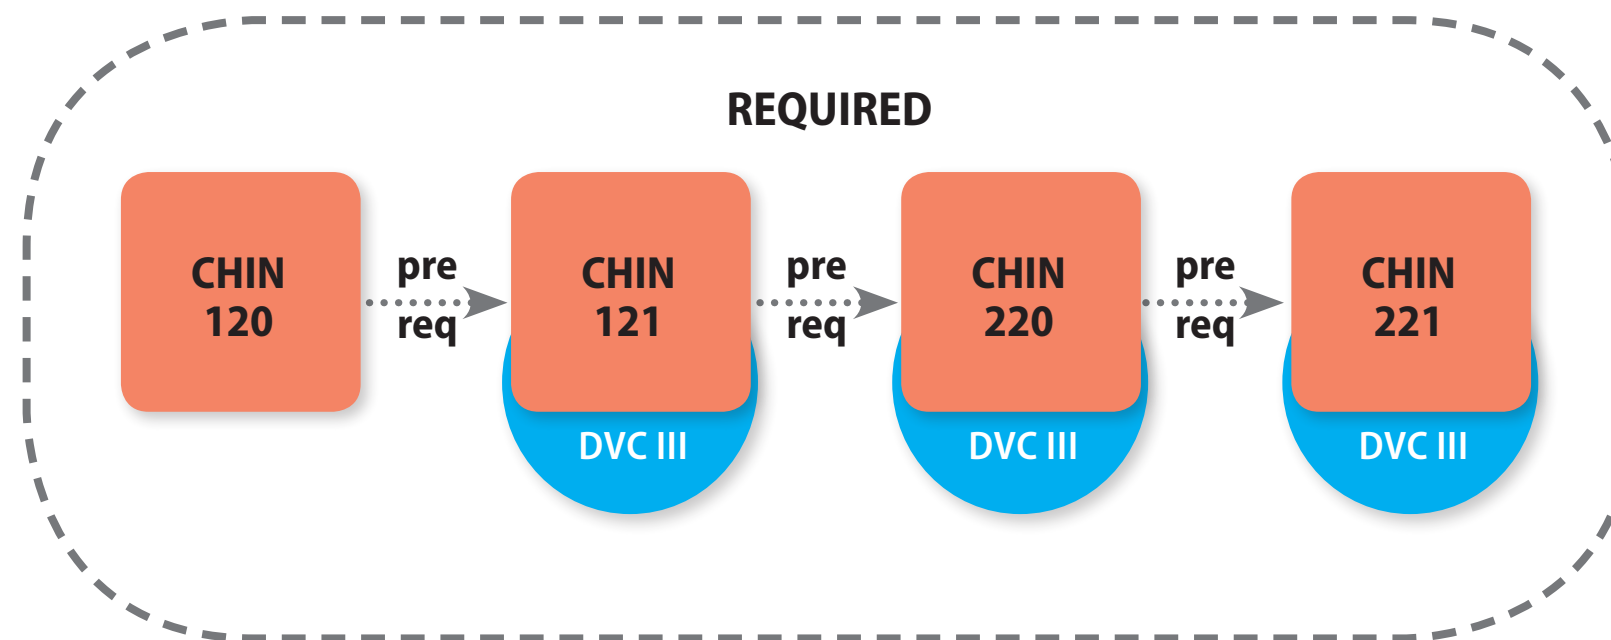 REQUIRED
CHIN
120
pre
req
CHIN
121
DVC III
pre
req
CHIN
220
DVC III
pre
req
CHIN
221
DVC III